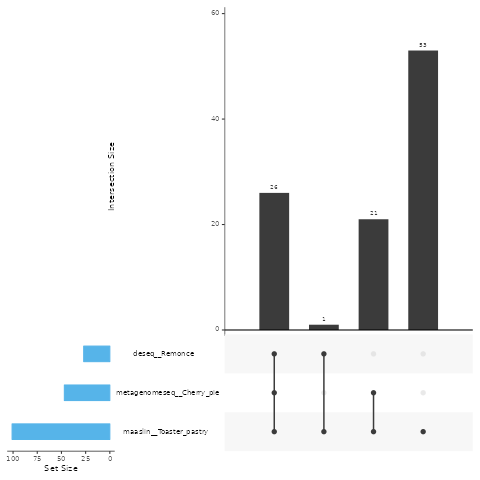 60
53
40
Intersection Size
26
21
20
1
0
deseq__Remonce
metagenomeseq__Cherry_pie
maaslin__Toaster_pastry
100 75 50 25 0
Set Size